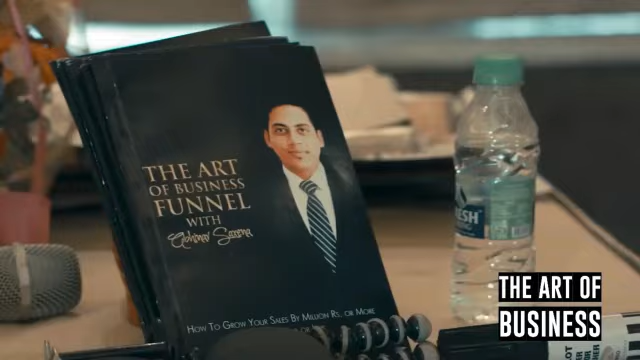 THE ART
OF BUSINESS
FUNNEL
WITH
HOW TO GROW YOUR SALES BY MILLION RS. OR MORE
THE ART OF
BUSINESS